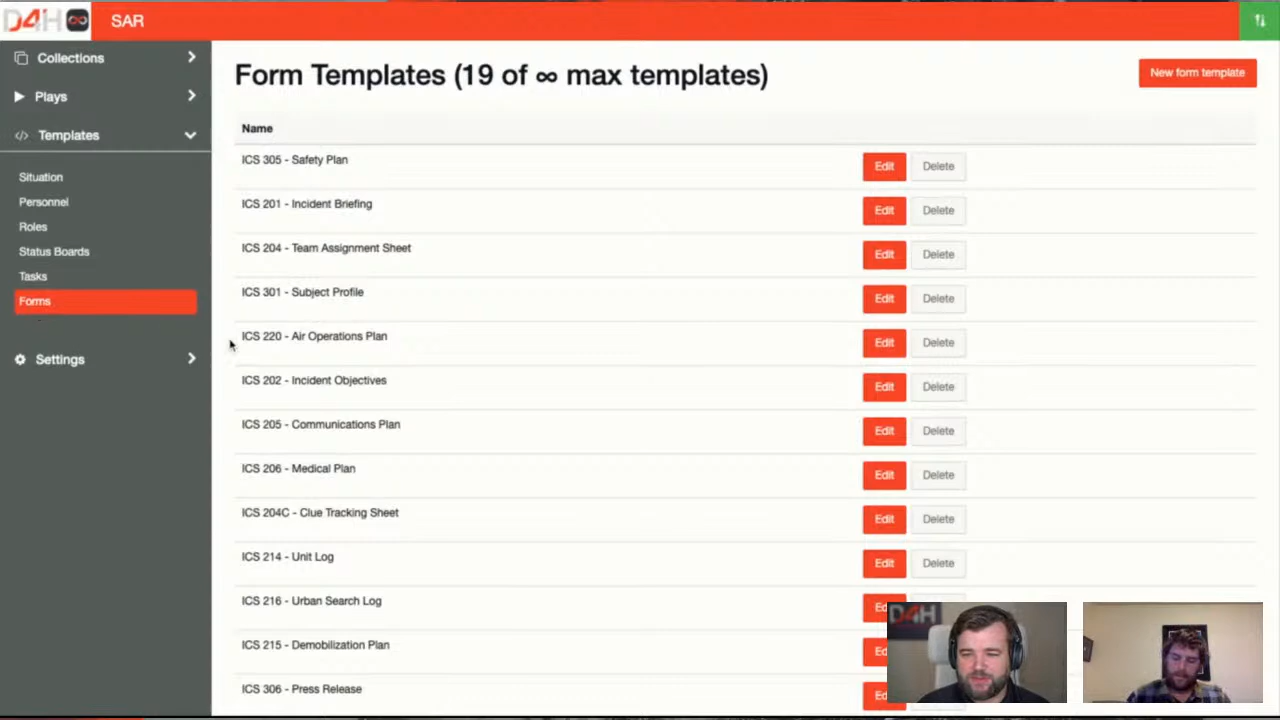 D4H
SAR
Collections
Plays
Templates
Situation
Personnel
Roles
Status Boards
Tasks
Forms
Settings
Form Templates (19 of ∞ max templates)
New form template
Name
ICS 305 - Safety Plan
Edit
Delete
ICS 201 - Incident Briefing
Edit
Delete
ICS 204 - Team Assignment Sheet
Edit
Delete
ICS 301 - Subject Profile
Edit
Delete
ICS 220 - Air Operations Plan
Edit
Delete
ICS 202 - Incident Objectives
Edit
Delete
ICS 205 - Communications Plan
Edit
Delete
ICS 206 - Medical Plan
Edit
Delete
ICS 204C - Clue Tracking Sheet
Edit
Delete
ICS 214 - Unit Log
Edit
Delete
ICS 216 - Urban Search Log
Ed
ICS 215 - Demobilization Plan
Ed
ICS 306 - Press Release
Ed
D4H